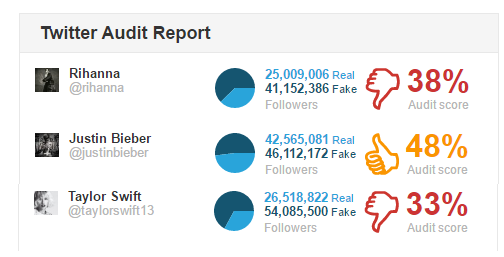 Twitter Audit Report
Rihanna
@rihanna
25,009,006 Real
41,152,386 Fake
Followers
38%
Audit score
Justin Bieber
@justinbieber
42,565,081 Real
46,112,172 Fake
Followers
48%
Audit score
Taylor Swift
@taylorswift13
26,518,822 Real
54,085,500 Fake
Followers
33%
Audit score